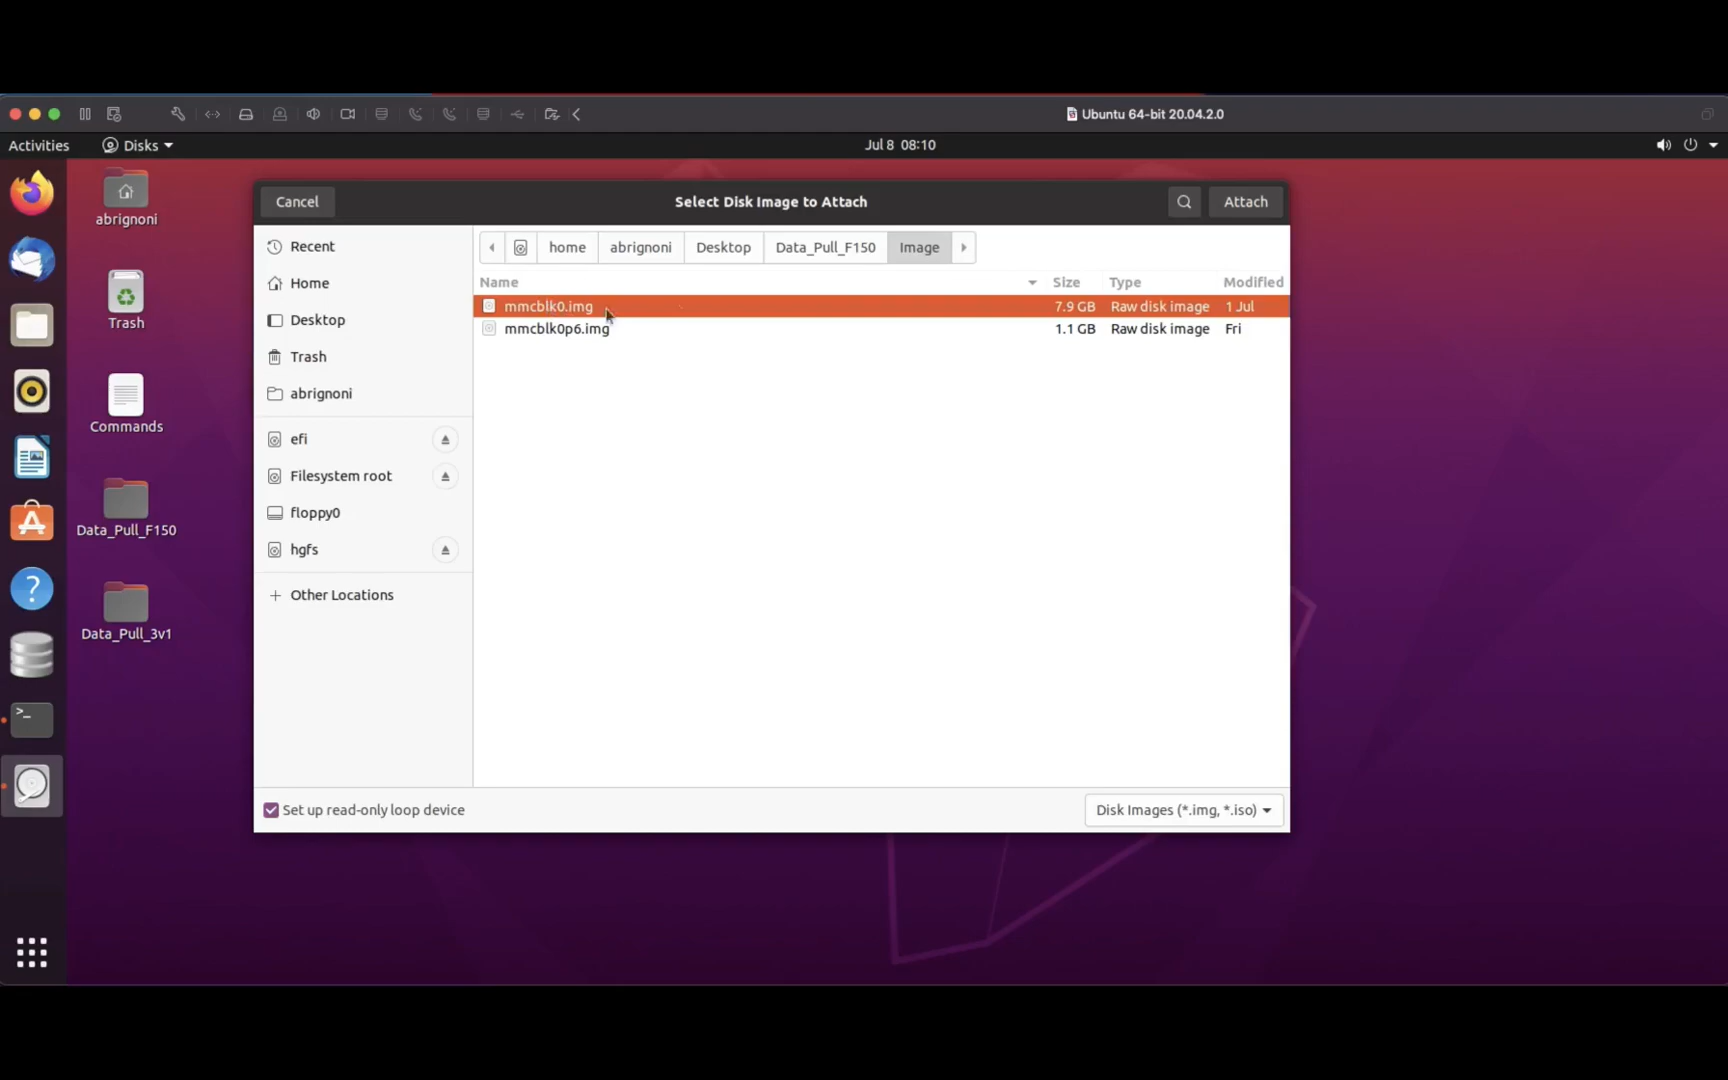 Ubuntu 64-bit 20.04.2.0
Activities
Disks
Jul 8 08:10
abrignoni
Trash
Commands
Data_Pull_F150
Data_Pull_3v1
Cancel
Select Disk Image to Attach
Attach
Recent
Home
Desktop
Trash
abrignoni
efi
Filesystem root
floppy0
hgfs
Other Locations
home abrignoni Desktop Data_Pull_F150 Image
Name Size Type Modified
mmcblk0.img 7.9 GB Raw disk image 1 Jul
mmcblk0p6.img 1.1 GB Raw disk image Fri
Set up read-only loop device
Disk Images (*.img, *.iso)